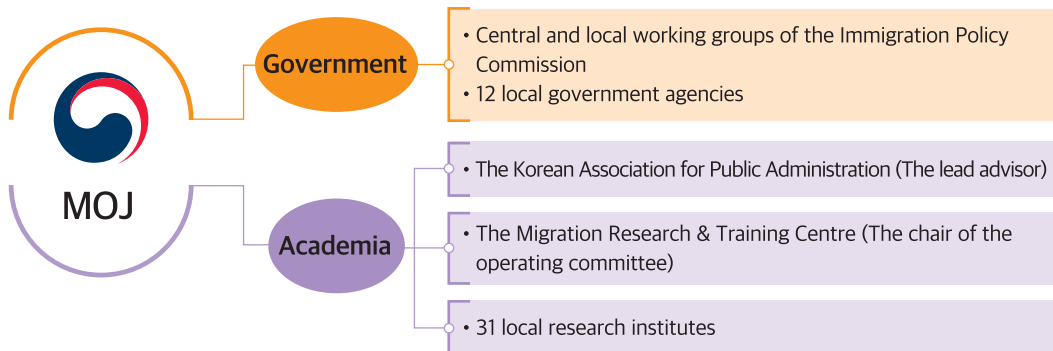 MOJ
Government
• Central and local working groups of the Immigration Policy
Commission
• 12 local government agencies
Academia
• The Korean Association for Public Administration (The lead advisor)
• The Migration Research & Training Centre (The chair of the
operating committee)
• 31 local research institutes